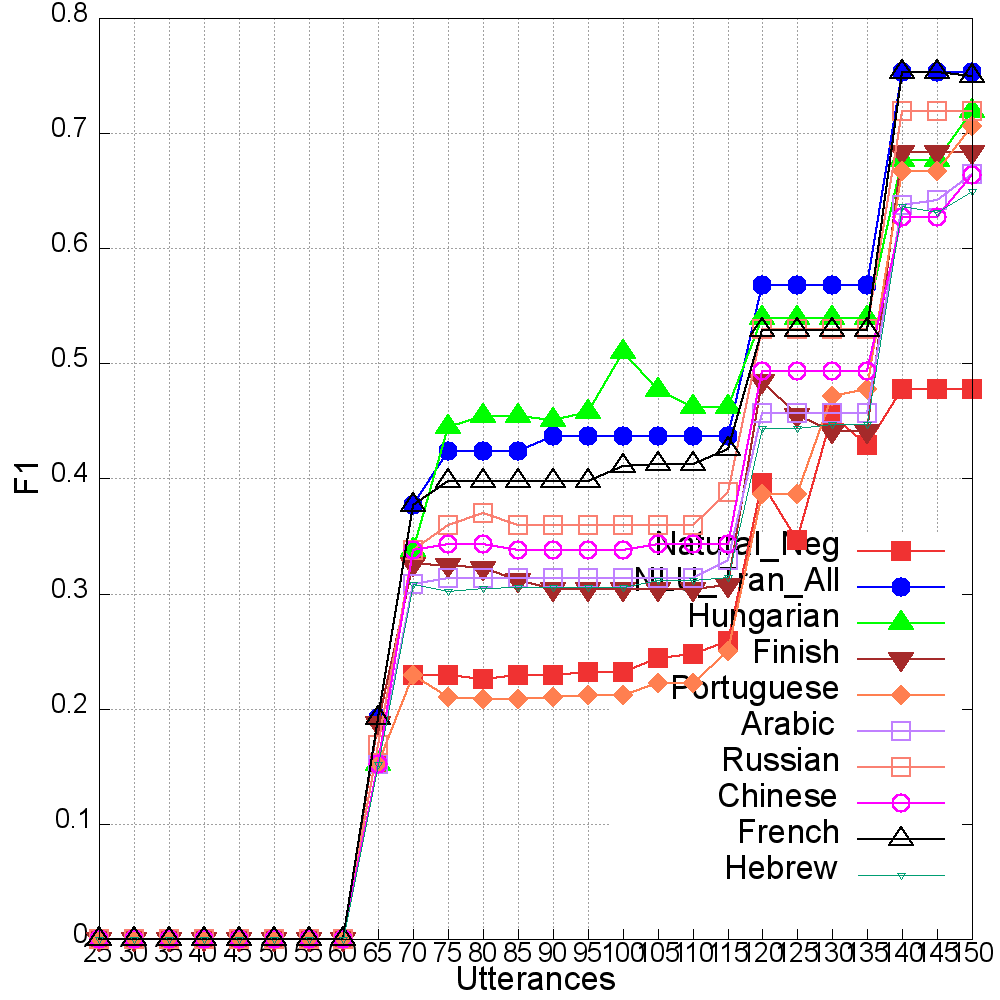 0.8
0.7
0.6
0.5
0.4
0.3
0.2
0.1
0
F1
Natural_Neg
NLU_Tran_All
Hungarian
Finish
Portuguese
Arabic
Russian
Chinese
French
Hebrew
25 30 35 40 45 50 55 60 65 70 75 80 85 90 95 100 105 110 115 120 125 130 135 140 145 150
Utterances